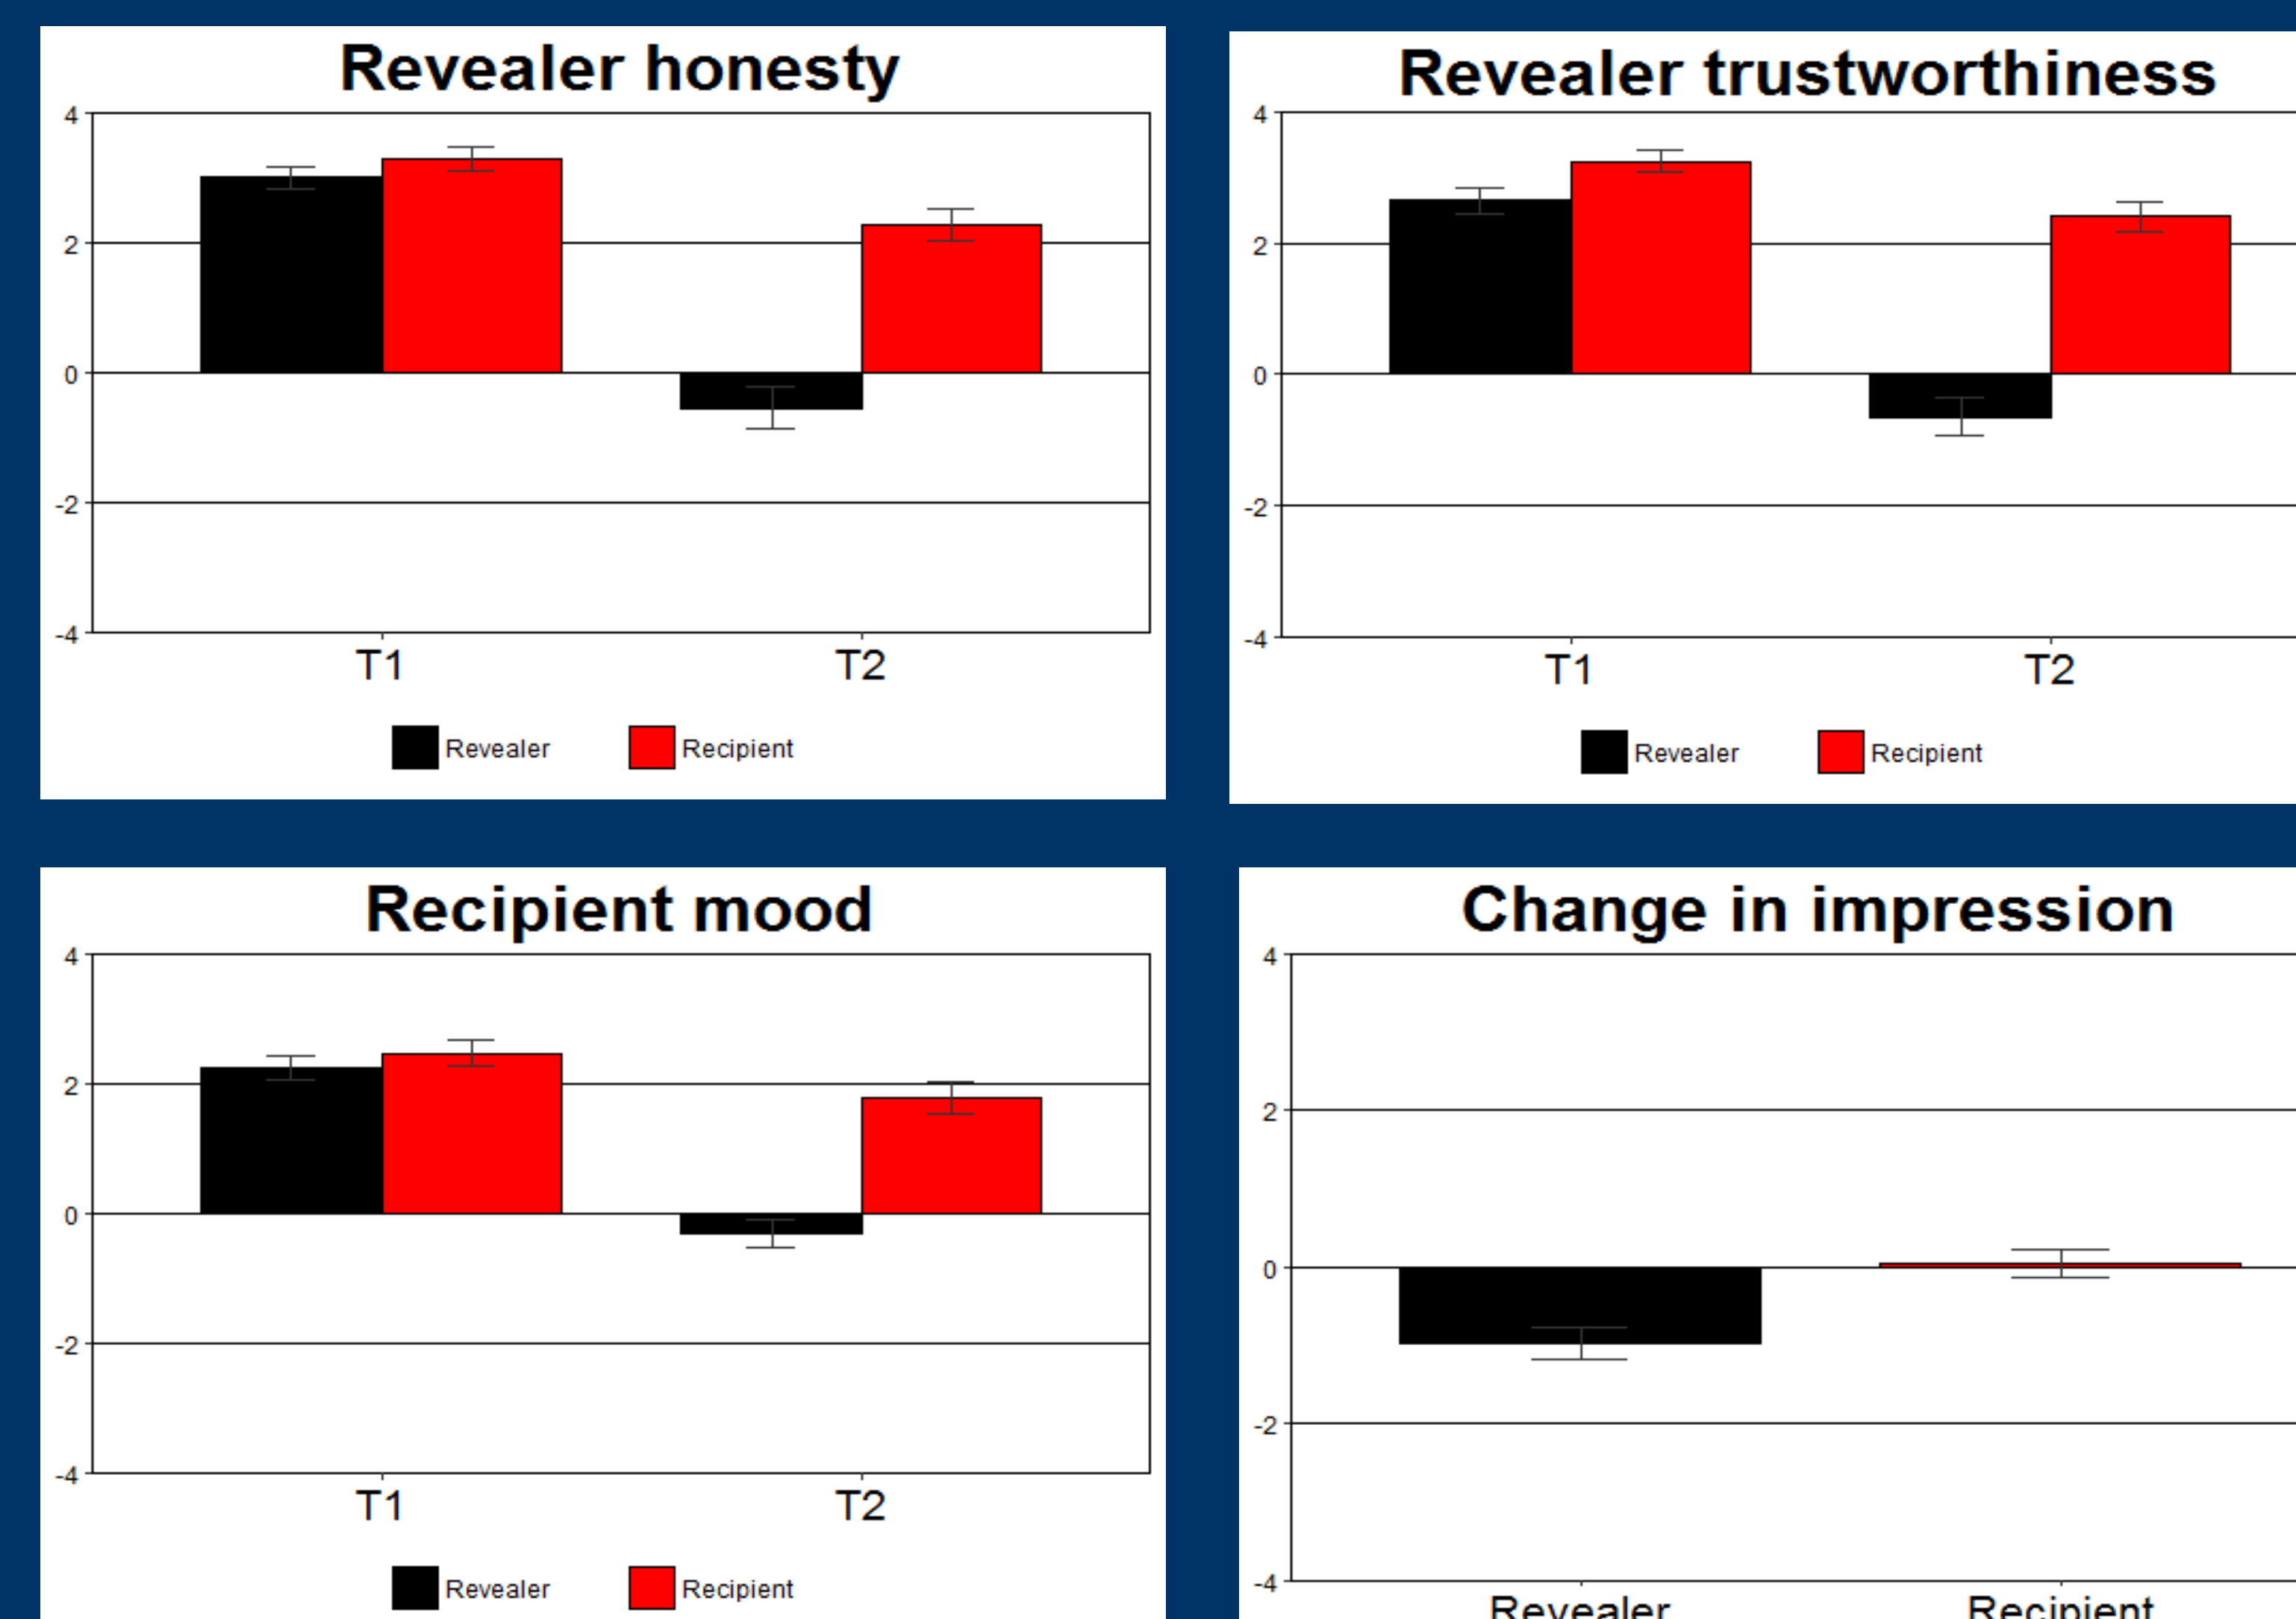 Revealer honesty
4
2
0
-2
-4
T1 T2
Revealer Recipient
Revealer trustworthiness
4
2
0
-2
-4
T1 T2
Revealer Recipient
Recipient mood
4
2
0
-2
-4
T1 T2
Revealer Recipient
Change in impression
4
2
0
-2
-4
Revealer Recipient